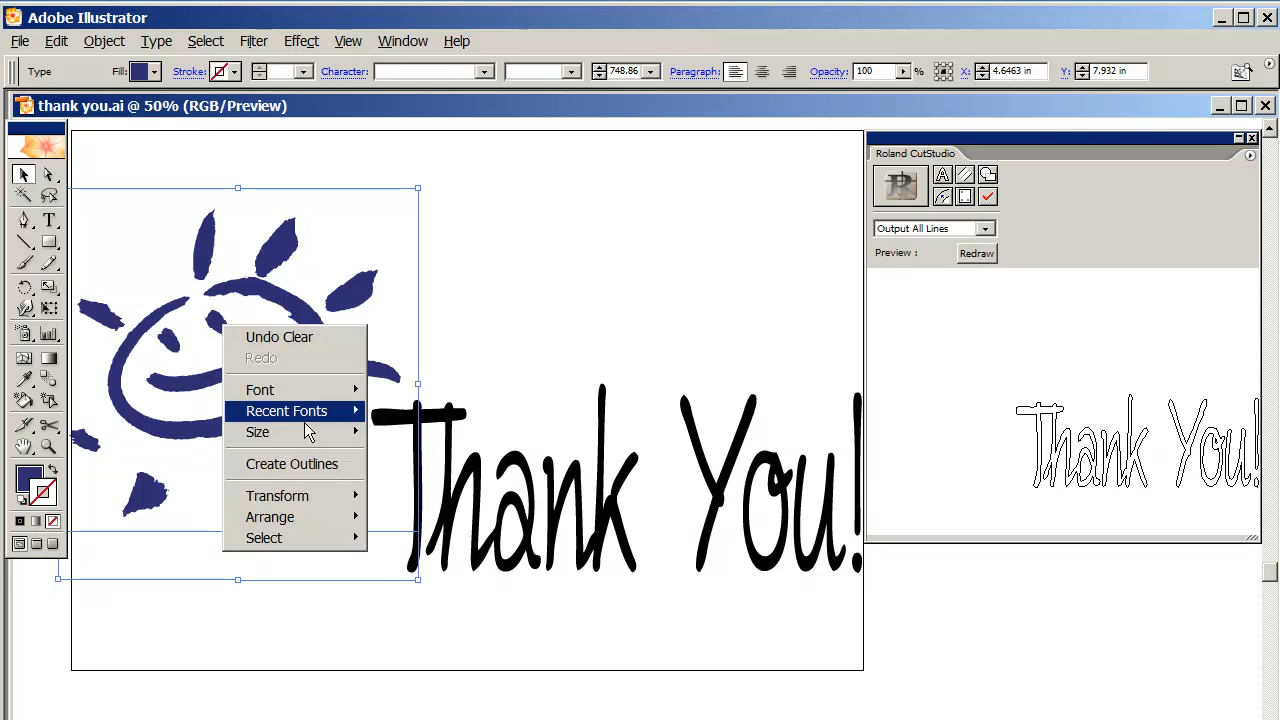 Adobe Illustrator
File Edit Object Type Select Filter Effect View Window Help
Type Fill: Stroke: Character: 748.86 Paragraph: Opacity: 100 % X: 4.6463 in Y: 7.932 in
thank you.ai @ 50% (RGB/Preview)
Roland CutStudio
Output All Lines
Preview : Redraw
Undo Clear
Redo
Font
Recent Fonts
Size
Create Outlines
Transform
Arrange
Select
Thank You!
Thank You!